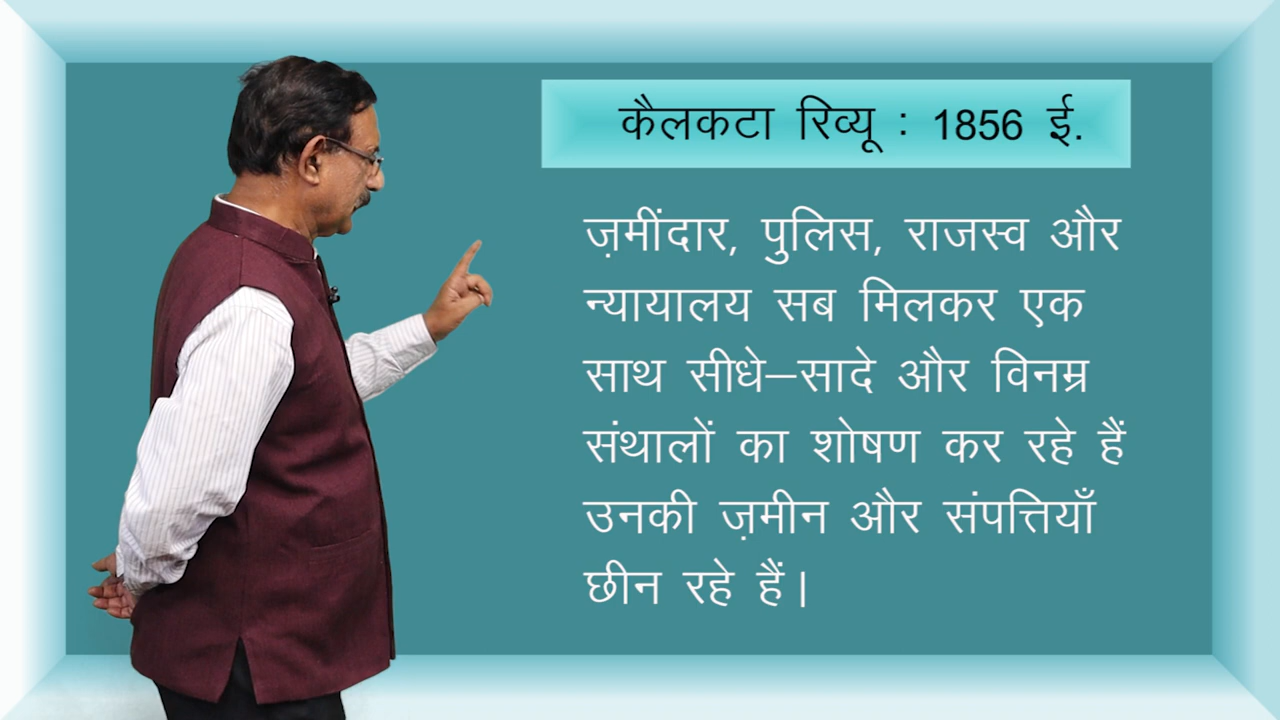 कैलकटा रिव्यू : 1856 ई.
ज़मींदार, पुलिस, राजस्व और
न्यायालय सब मिलकर एक
साथ सीधे–सादे और विनम्र
संथालों का शोषण कर रहे हैं
उनकी ज़मीन और संपत्तियाँ
छीन रहे हैं।